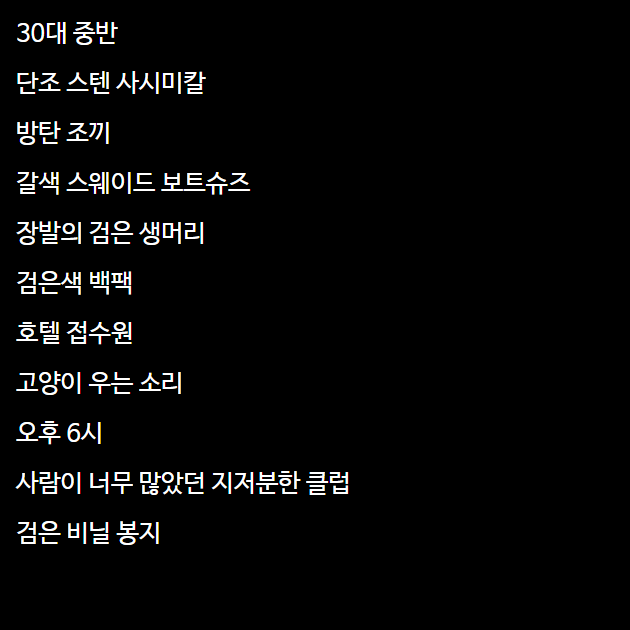 30대 중반
단조 스텐 사시미칼
방탄 조끼
갈색 스웨이드 보트슈즈
장발의 검은 생머리
검은색 백팩
호텔 접수원
고양이 우는 소리
오후 6시
사람이 너무 많았던 지저분한 클럽
검은 비닐 봉지